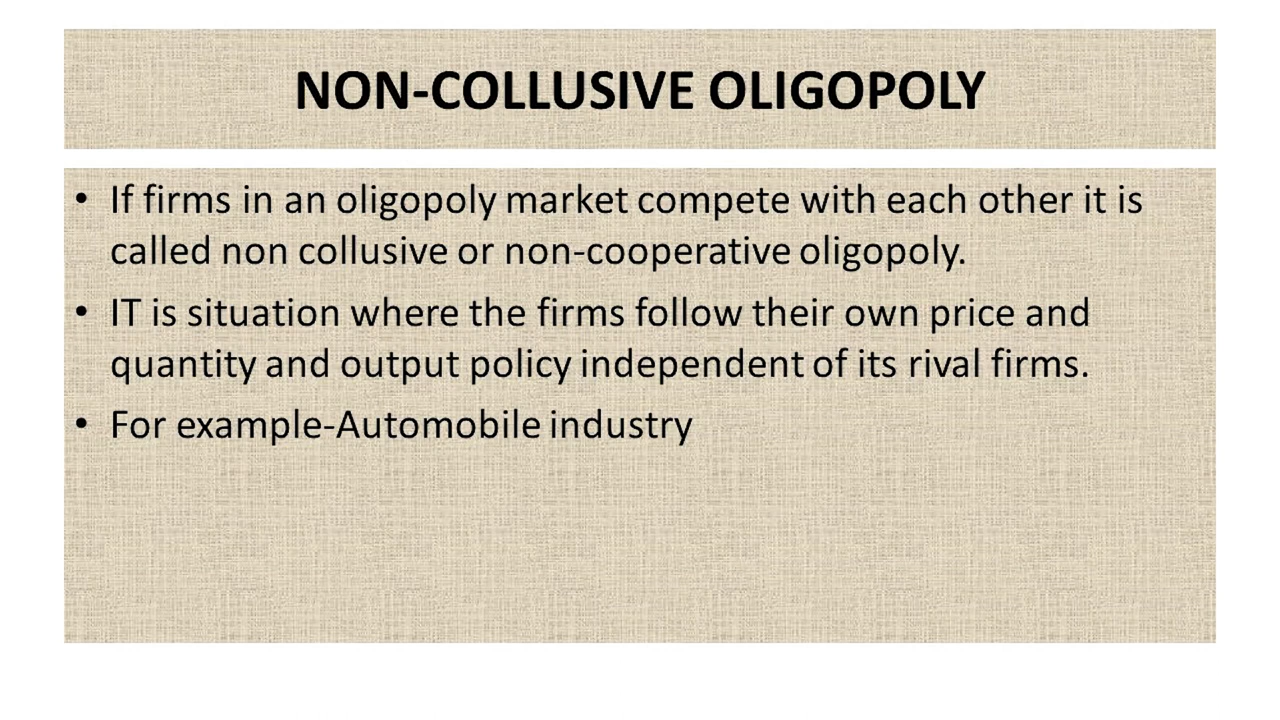 NON-COLLUSIVE OLIGOPOLY
• If firms in an oligopoly market compete with each other it is
called non collusive or non-cooperative oligopoly.
• IT is situation where the firms follow their own price and
quantity and output policy independent of its rival firms.
• For example-Automobile industry